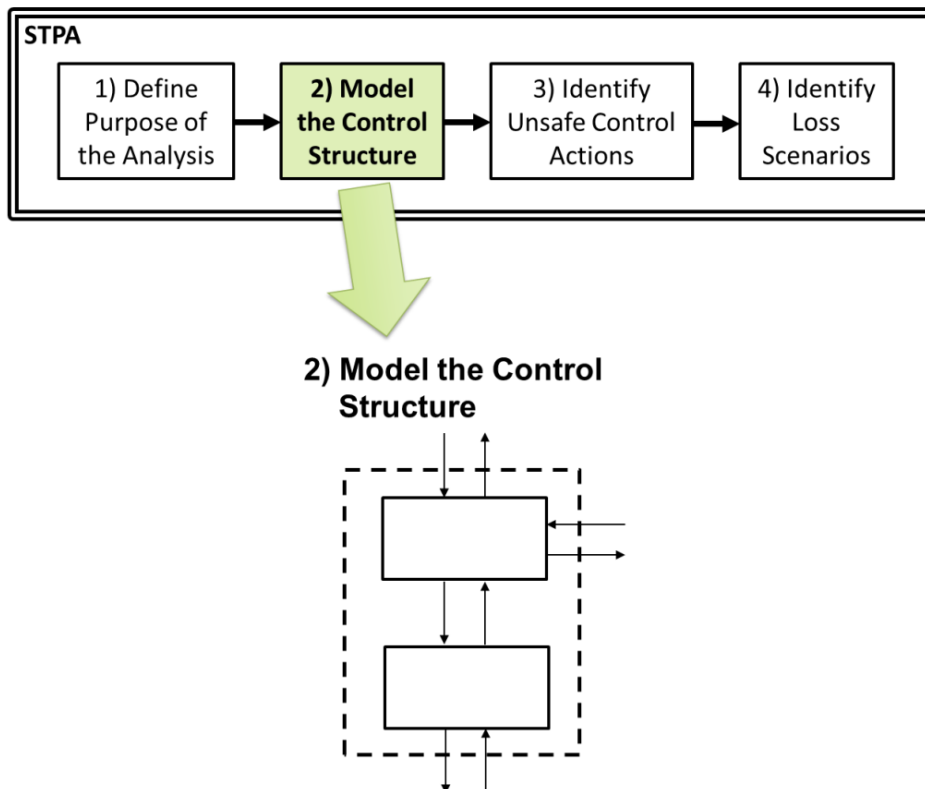 STPA
1) Define
Purpose of
the Analysis
2) Model
the Control
Structure
3) Identify
Unsafe Control
Actions
4) Identify
Loss
Scenarios
2) Model the Control
Structure